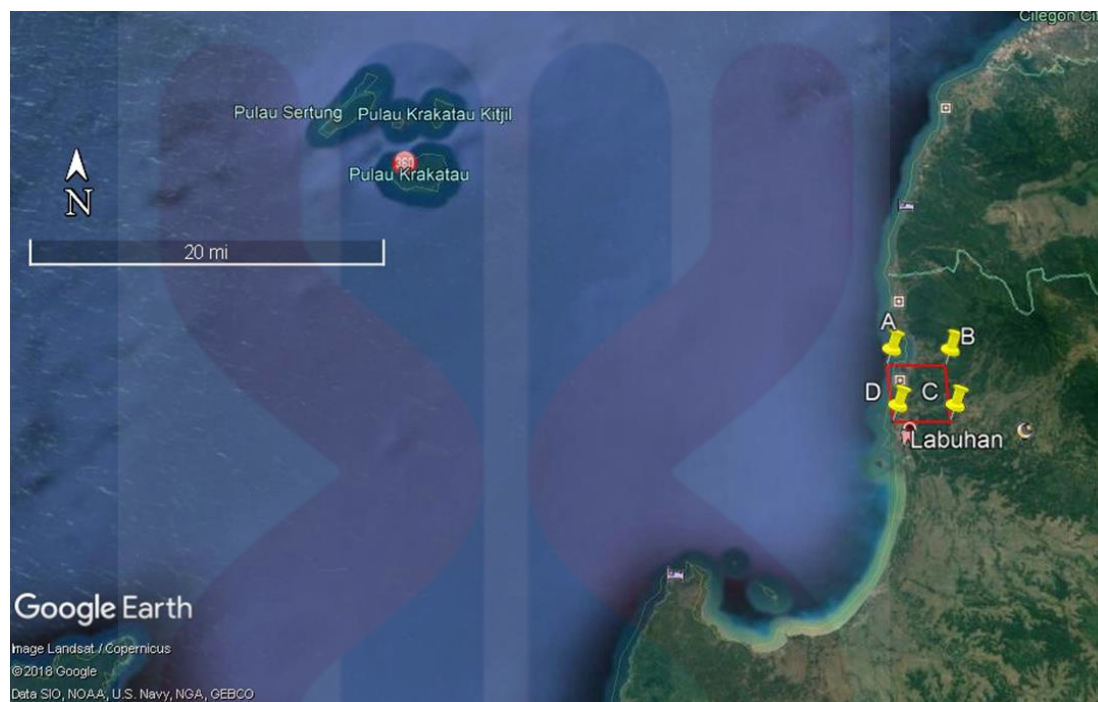 Cilegon Ci
Pulau Sertung
Pulau Krakatau Kitjil
360
Pulau Krakatau
N
20 mi
A
B
D
C
Labuhan
Google Earth
Image Landsat / Copernicus
©2018 Google
Data SIO, NOAA, U.S. Navy, NGA, GEBCO